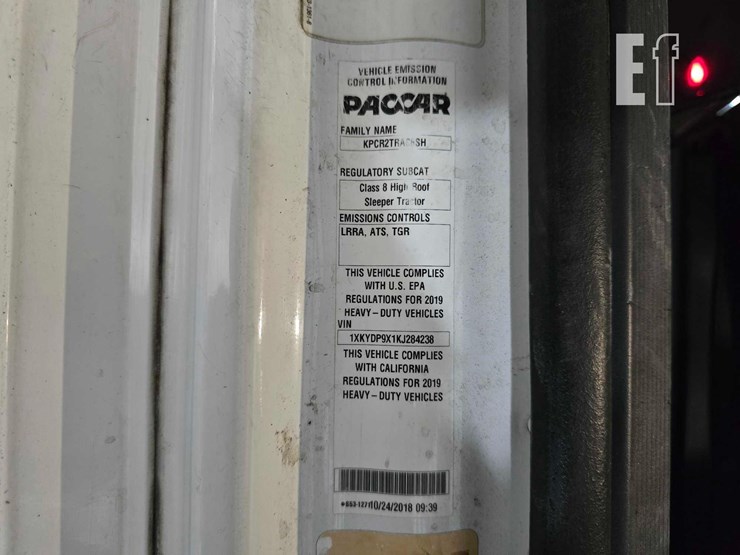 Ef
VEHICLE EMISSION
CONTROL INFORMATION
PACCAR
FAMILY NAME
REGULATORY SUBCAT
Class 8 High Roof
Sleeper Tractor
EMISSIONS CONTROLS
LRRA, ATS, TGR
THIS VEHICLE COMPLIES
WITH U.S. EPA
REGULATIONS FOR 2019
HEAVY-DUTY VEHICLES
VIN
1XKYDP9X1KJ284238
THIS VEHICLE COMPLIES
WITH CALIFORNIA
REGULATIONS FOR 2019
HEAVY-DUTY VEHICLES
10/24/2018 09:39